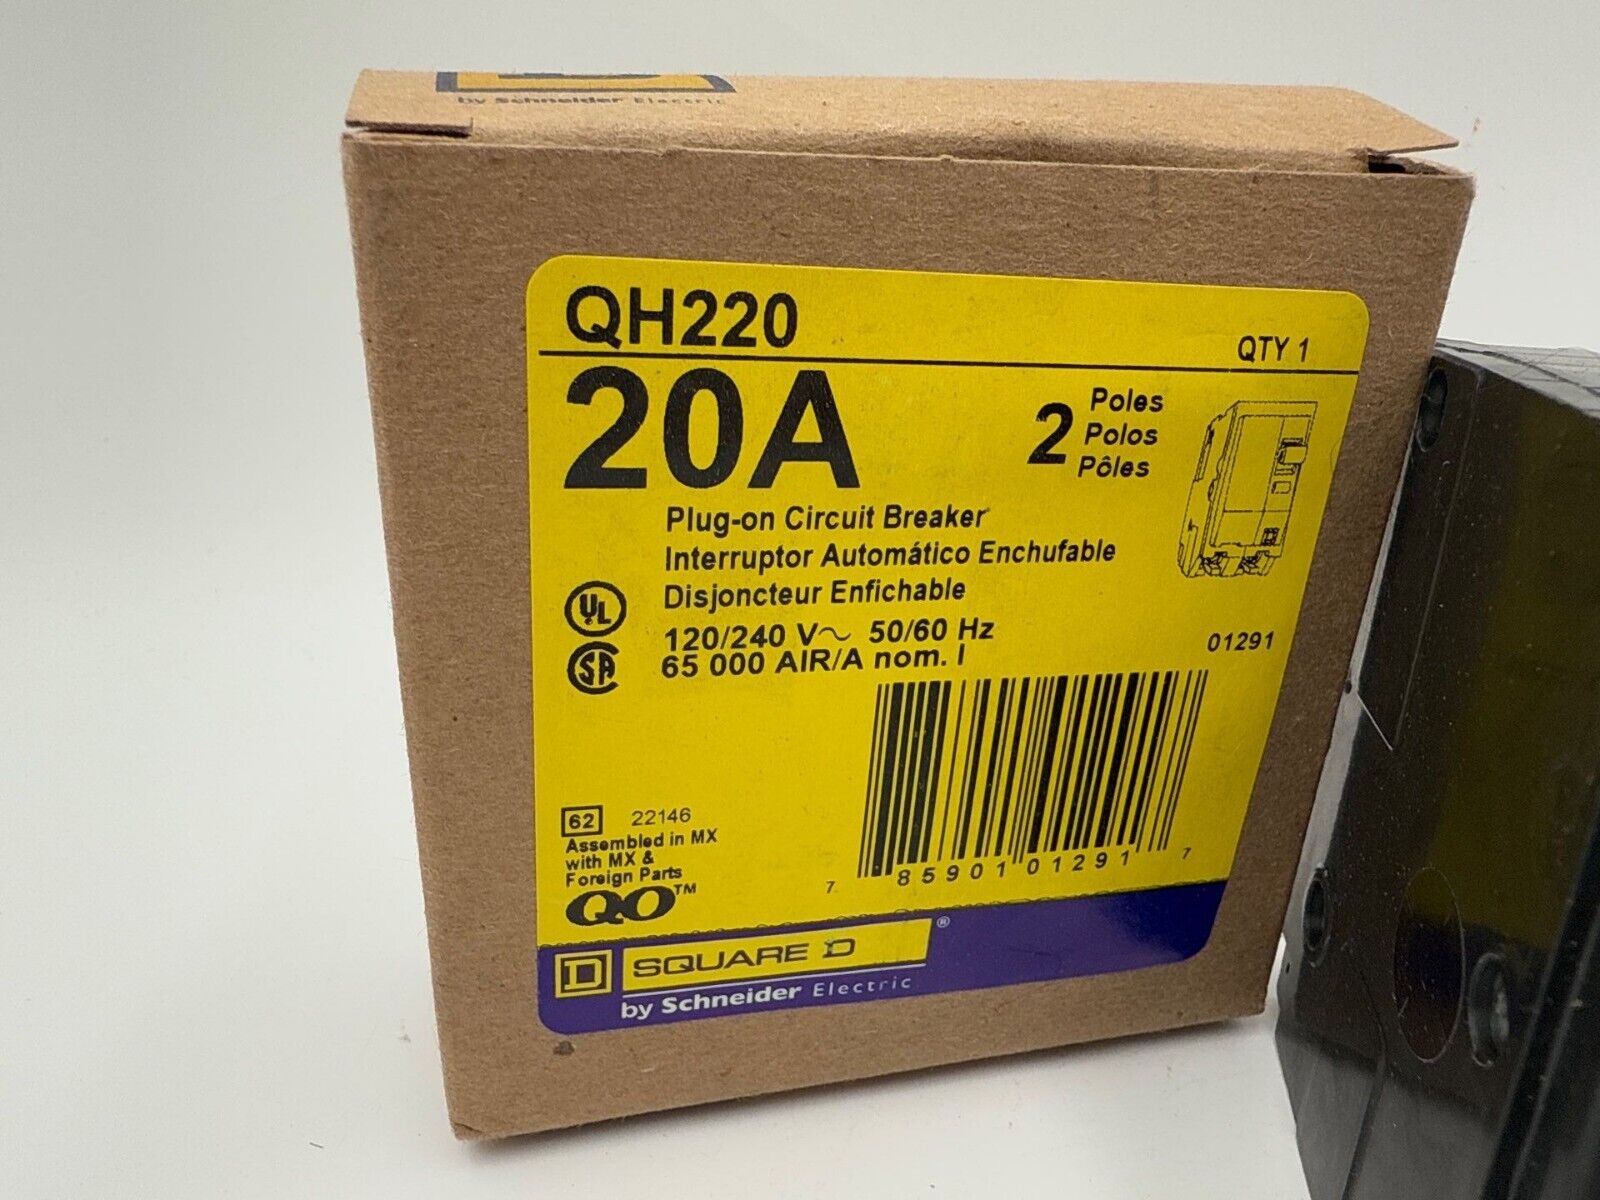 by Schneider Electric
QH220
QTY 1
20A
2 Poles
Polos
Pôles
Plug-on Circuit Breaker
Interruptor Automático Enchufable
Disjoncteur Enfichable
UL
120/240 V~ 50/60 Hz
01291
SA
65 000 AIR/A nom. I
7 85901 01291 7
62 22146
Assembled in MX
with MX &
Foreign Parts
QO™
D SQUARE D ®
by Schneider Electric